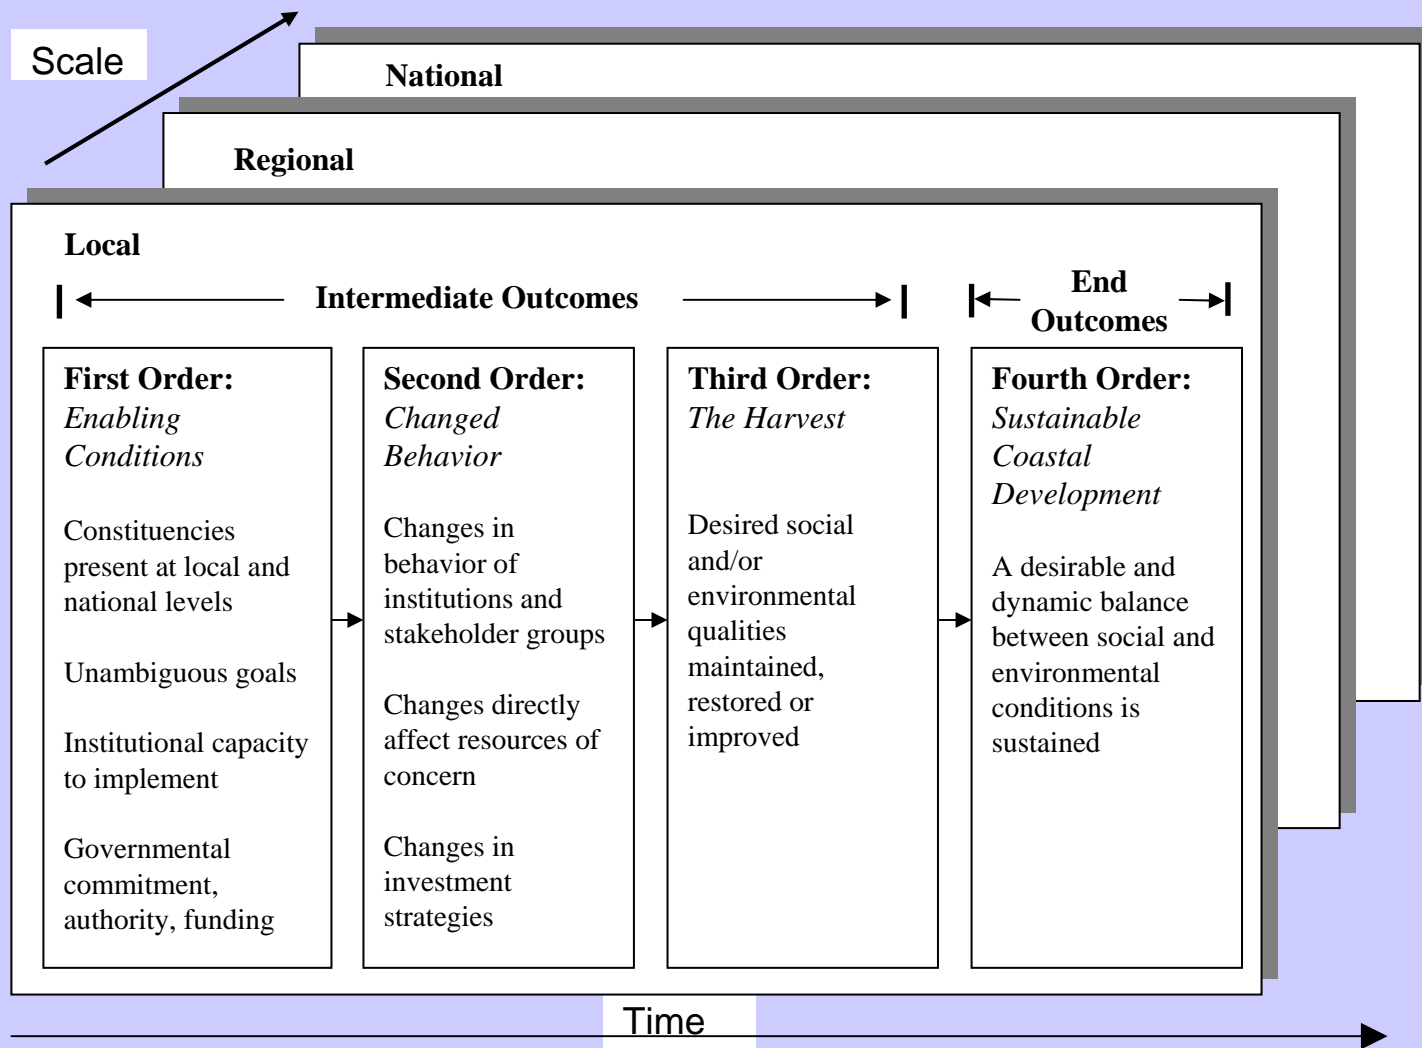 Scale
National
Regional
Local
Intermediate Outcomes
End
Outcomes
First Order:
Enabling
Conditions
Constituencies
present at local and
national levels
Unambiguous goals
Institutional capacity
to implement
Governmental
commitment,
authority, funding
Second Order:
Changed
Behavior
Changes in
behavior of
institutions and
stakeholder groups
Changes directly
affect resources of
concern
Changes in
investment
strategies
Third Order:
The Harvest
Desired social
and/or
environmental
qualities
maintained,
restored or
improved
Fourth Order:
Sustainable
Coastal
Development
A desirable and
dynamic balance
between social and
environmental
conditions is
sustained
Time